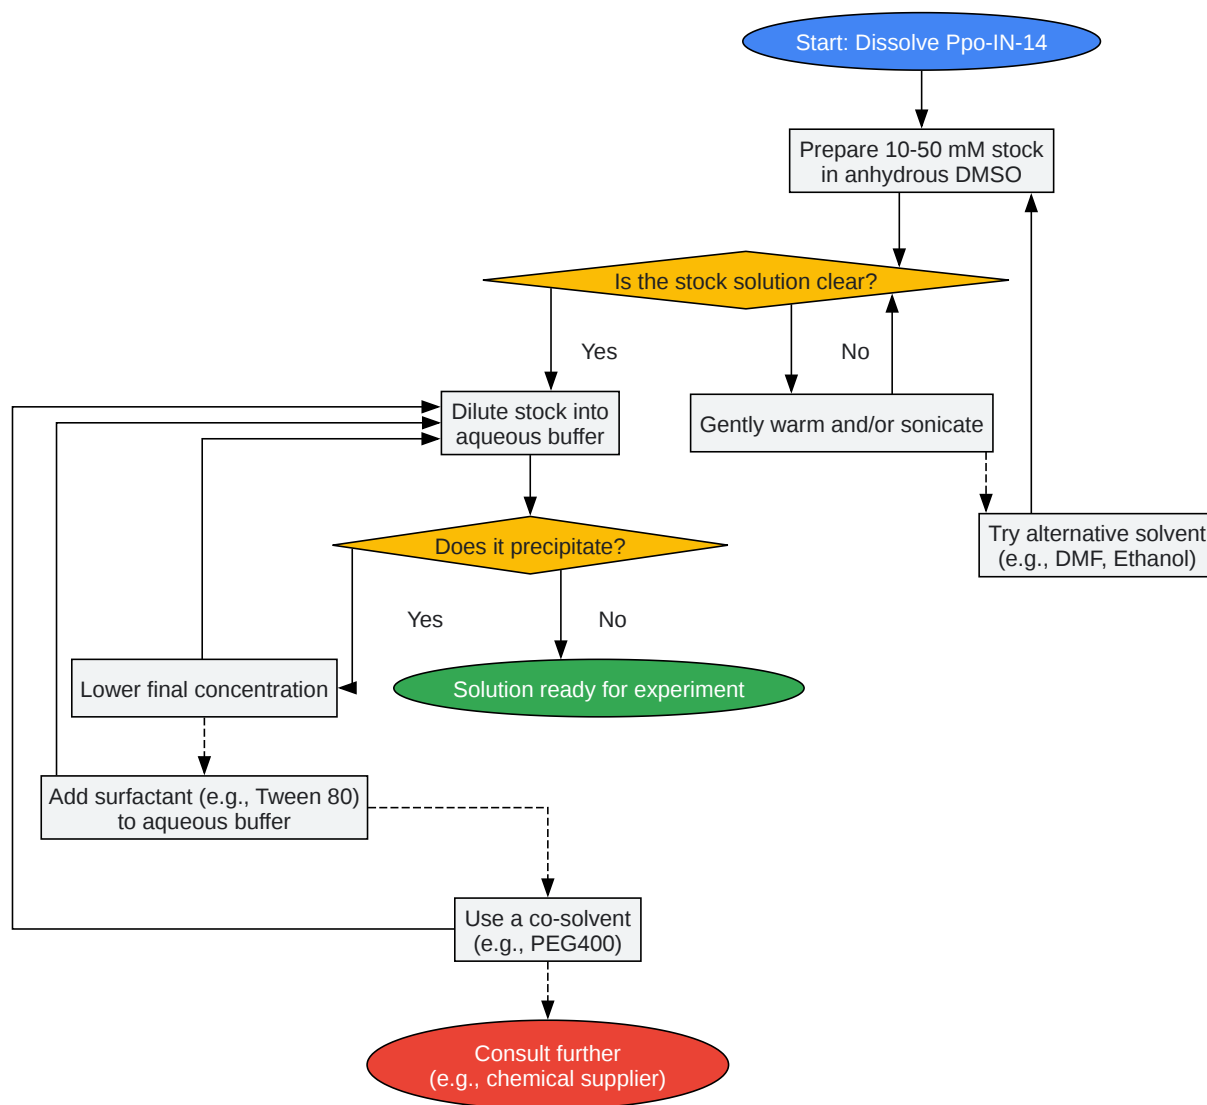 Start: Dissolve Ppo-IN-14
Prepare 10-50 mM stock
in anhydrous DMSO
Is the stock solution clear?
Yes
No
Dilute stock into
aqueous buffer
Gently warm and/or sonicate
Try alternative solvent
(e.g., DMF, Ethanol)
Does it precipitate?
Yes
No
Lower final concentration
Solution ready for experiment
Add surfactant (e.g., Tween 80)
to aqueous buffer
Use a co-solvent
(e.g., PEG400)
Consult further
(e.g., chemical supplier)